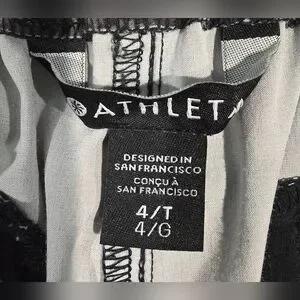 ATHLETA
DESIGNED IN
SAN FRANCISCO
CONÇU À
SAN FRANCISCO
4/T
4/G